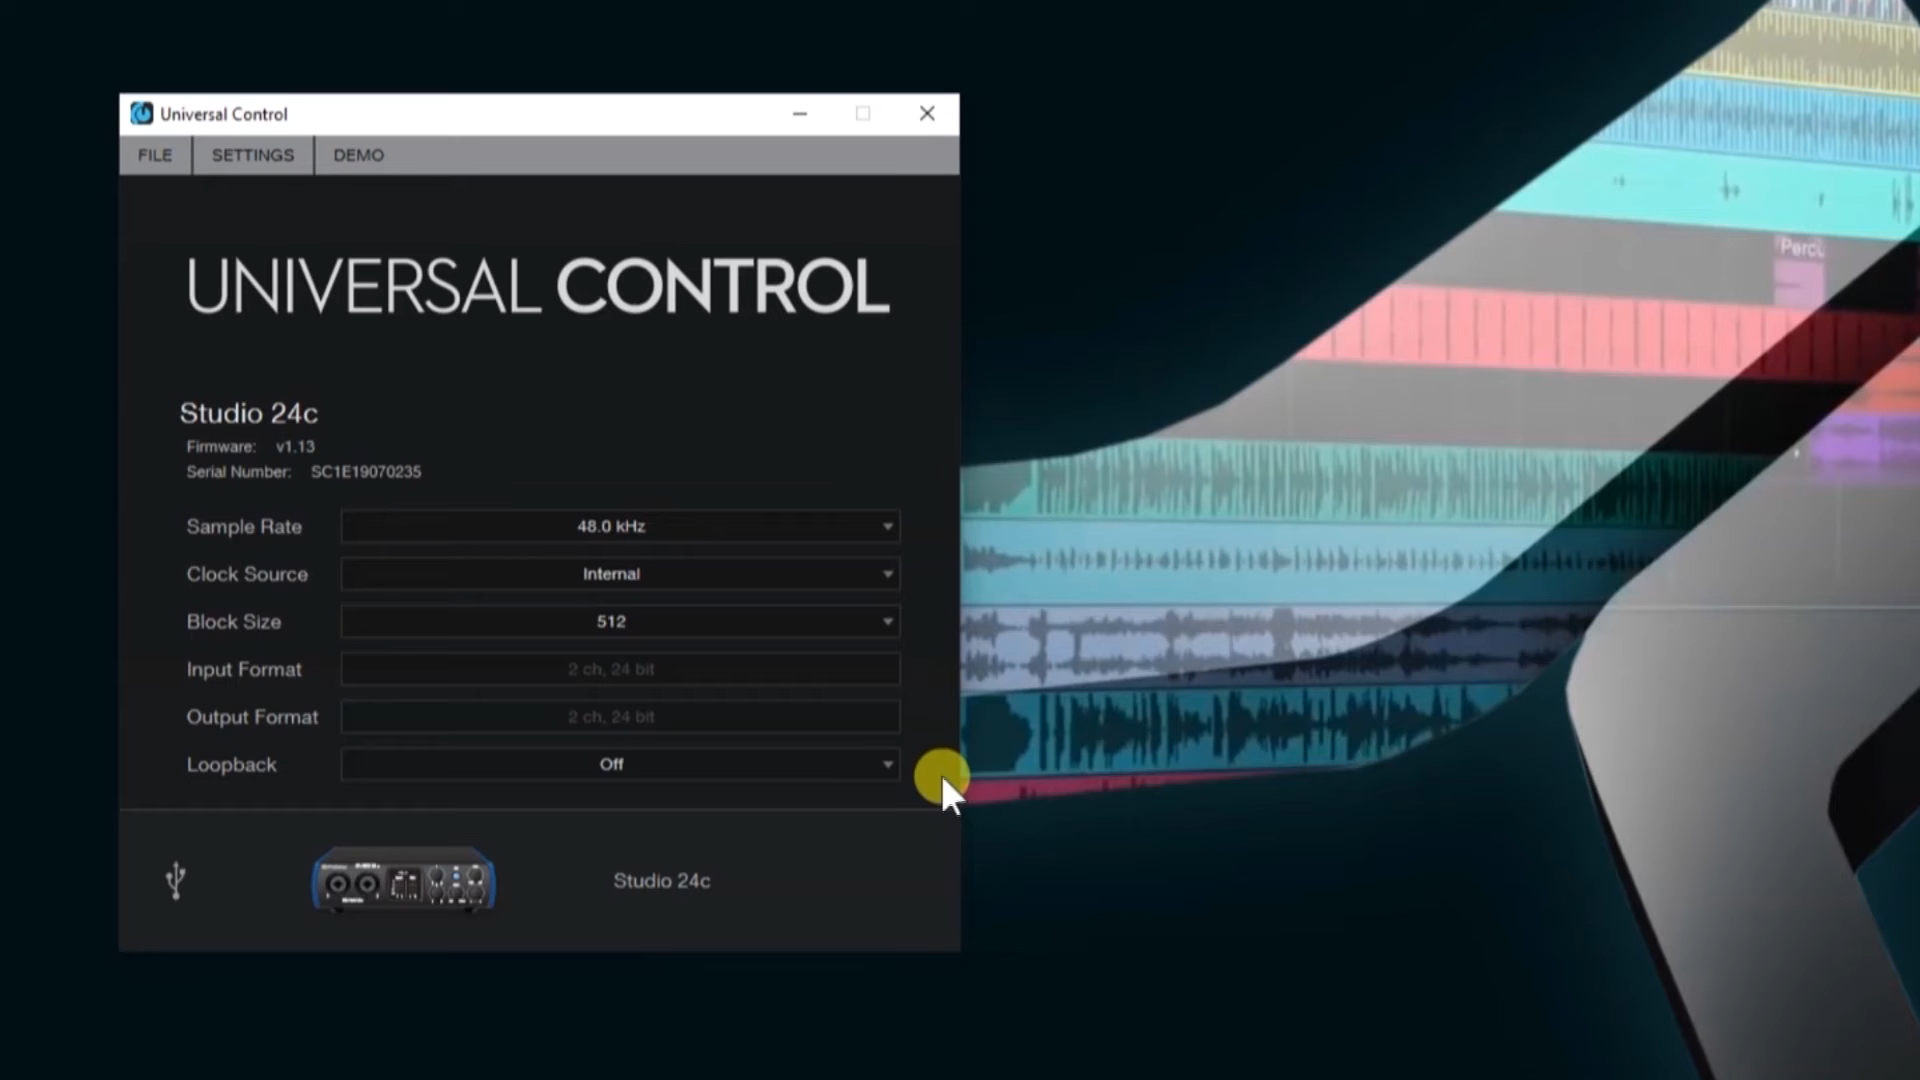 Universal Control
FILE SETTINGS DEMO
UNIVERSAL CONTROL
Studio 24c
Firmware: v1.13
Serial Number: SC1E19070235
Sample Rate 48.0 kHz
Clock Source Internal
Block Size 512
Input Format 2 ch, 24 bit
Output Format 2 ch, 24 bit
Loopback Off
Studio 24c
Percu